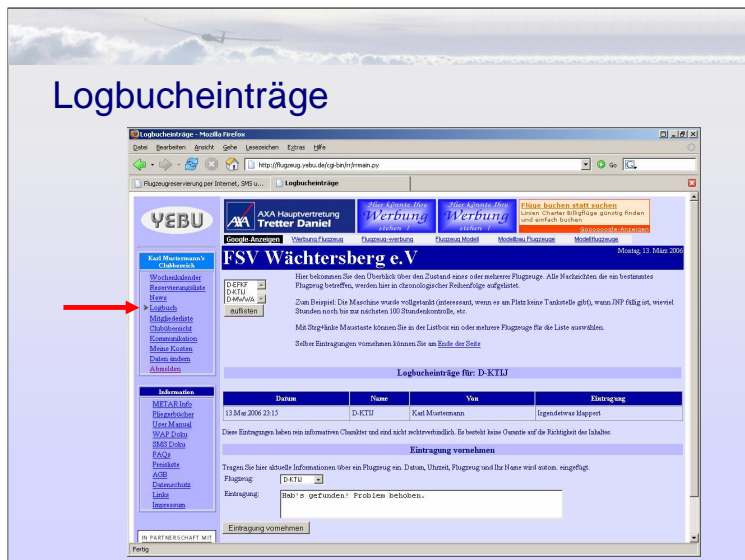 Logbucheinträge
Logbucheinträge - Mozilla Firefox
Datei Bearbeiten Ansicht Gehe Lesezeichen Extras Hilfe
http://flugzeug.yebu.de/cgi-bin/rr/rrmain.py
Go
Flugzeugreservierung per Internet, SMS u...
Logbucheinträge
YEBU
AXA Hauptvertretung
Tretter Daniel
Hier könnte Ihre
Werbung
stehen !
Hier könnte Ihre
Werbung
stehen !
Flüge buchen statt suchen
Linien Charter Billigflüge günstig finden
und einfach buchen
Goooooogle-Anzeigen
Google-Anzeigen Werbung Flugzeug Flugzeug-werbung Flugzeug Modell Modellbau Flugzeuge Modellflugzeuge
Karl Mustermann's
Clubbereich
Wochenkalender
Reservierungsliste
News
Logbuch
Mitgliederliste
Clubübersicht
Kommunikation
Meine Kosten
Daten ändern
Abmelden
Information
METAR Info
Fliegerbücher
User Manual
WAP Doku
SMS Doku
FAQs
Preisliste
AGB
Datenschutz
Links
Impressum
IN PARTNERSCHAFT MIT
FSV Wächtersberg e.V
Montag, 13. März 2006
D-EFKF
D-KTIJ
D-MWWA
auflisten
Hier bekommen Sie den Überblick über den Zustand eines oder mehrerer Flugzeuge. Alle Nachrichten die ein bestimmtes
Flugzeug betreffen, werden hier in chronologischer Reihenfolge aufgelistet.
Zum Beispiel: Die Maschine wurde vollgetankt (interessant, wenn es am Platz keine Tankstelle gibt), wann JNP fällig ist, wieviel
Stunden noch bis zur nächsten 100 Stundenkontrolle, etc.
Mit Strg+linke Maustaste können Sie in der Listbox ein oder mehrere Flugzeuge für die Liste auswählen.
Selber Eintragungen vornehmen können Sie am Ende der Seite
Logbucheinträge für: D-KTIJ
Datum Name Von Eintragung
13.Mar.2006 23:15 D-KTIJ Karl Mustermann Irgendetwas klappert
Diese Eintragungen haben rein informativen Charakter und sind nicht rechtsverbindlich. Es besteht keine Garantie auf die Richtigkeit des Inhaltes.
Eintragung vornehmen
Tragen Sie hier aktuelle Informationen über ein Flugzeug ein. Datum, Uhrzeit, Flugzeug und Ihr Name wird autom. eingefügt.
Flugzeug: D-KTIJ
Eintragung: Hab's gefunden! Problem behoben.
Eintragung vornehmen
Fertig